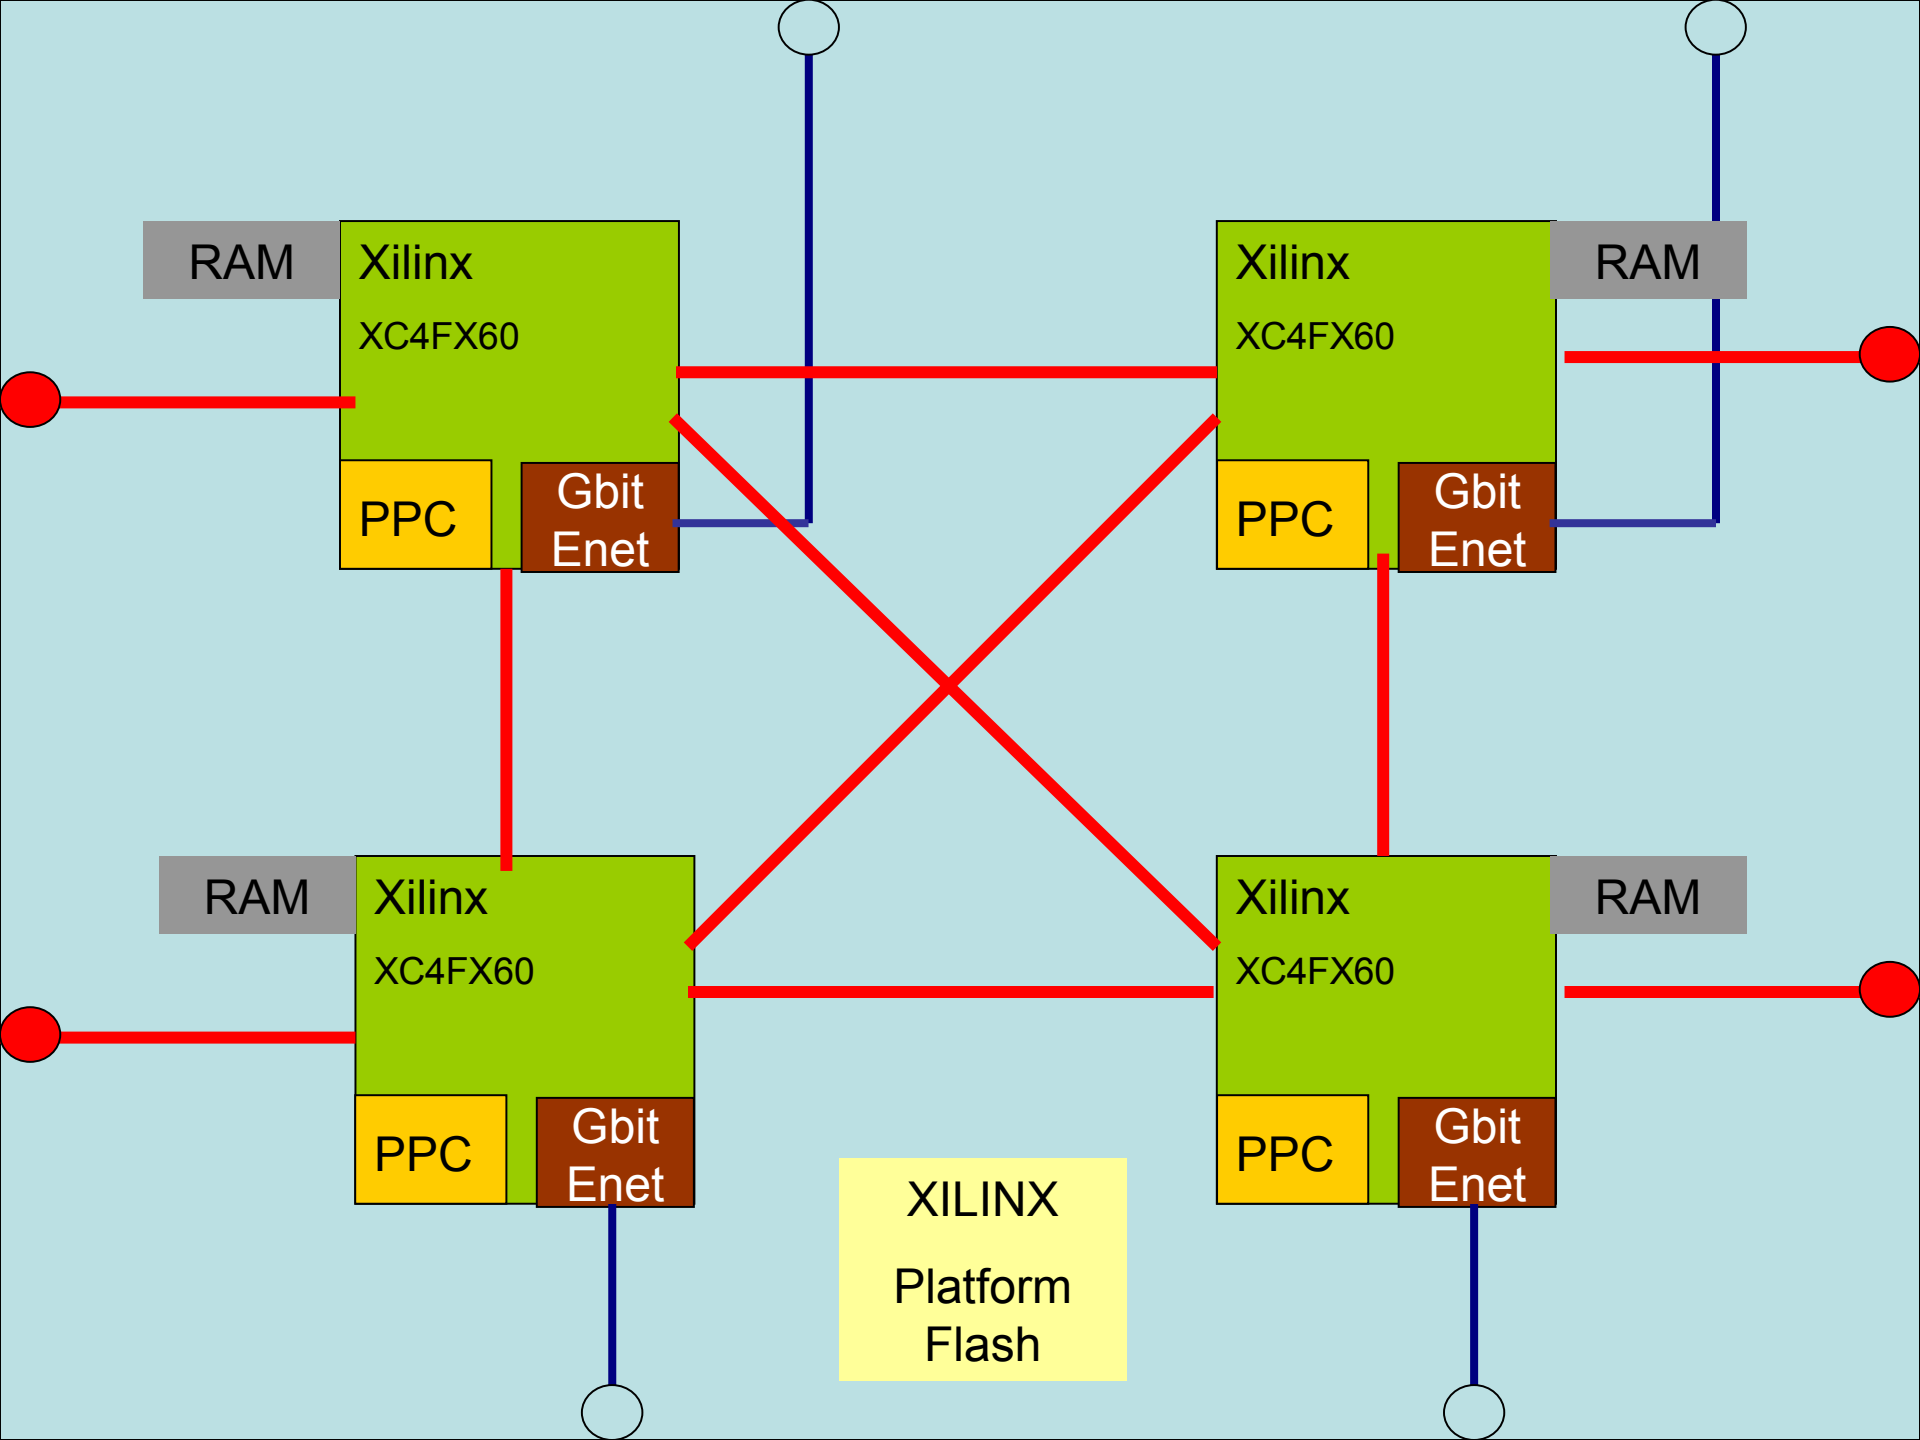 RAM
Xilinx
XC4FX60
PPC
Gbit
Enet
Xilinx
RAM
XC4FX60
PPC
Gbit
Enet
RAM
Xilinx
XC4FX60
PPC
Gbit
Enet
Xilinx
RAM
XC4FX60
PPC
Gbit
Enet
XILINX
Platform
Flash